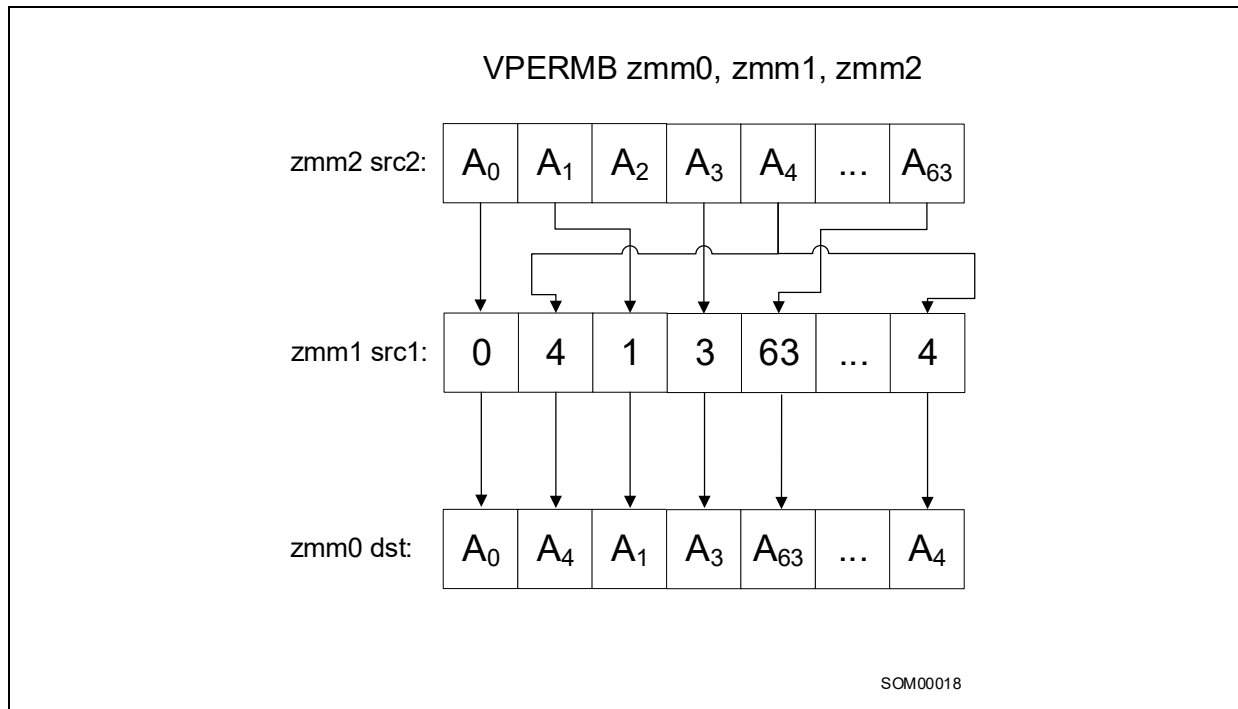 VPERMB zmm0, zmm1, zmm2
zmm2 src2: A₀ A₁ A₂ A₃ A₄ ... A₆₃
zmm1 src1: 0 4 1 3 63 ... 4
zmm0 dst: A₀ A₄ A₁ A₃ A₆₃ ... A₄
SOM00018